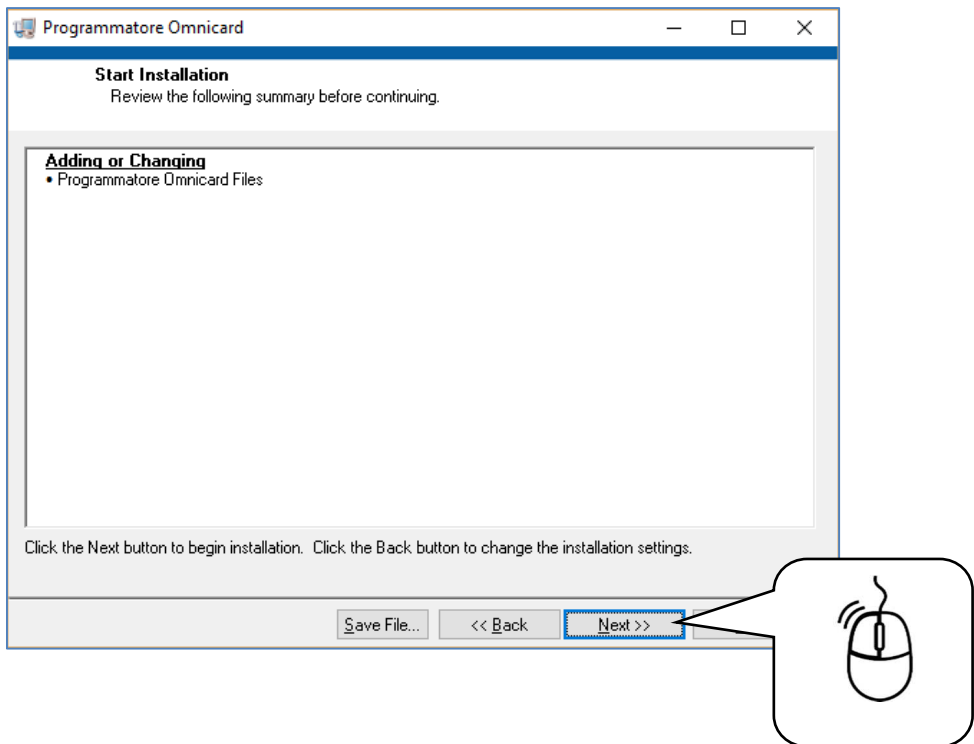 Programmatore Omnicard
Start Installation
Review the following summary before continuing.
Adding or Changing
• Programmatore Omnicard Files
Click the Next button to begin installation.  Click the Back button to change the installation settings.
Save File...
<< Back
Next >>